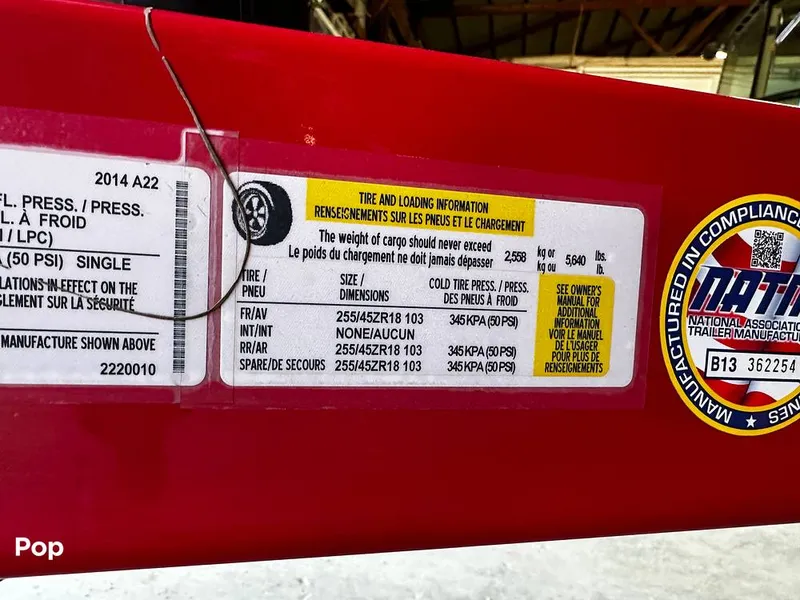 2014 A22
FL. PRESS. / PRESS.
L. À FROID
I / LPC)
(50 PSI) SINGLE
LATIONS IN EFFECT ON THE
GLEMENT SUR LA SÉCURITÉ
MANUFACTURE SHOWN ABOVE
2220010
TIRE AND LOADING INFORMATION
RENSEIGNEMENTS SUR LES PNEUS ET LE CHARGEMENT
The weight of cargo should never exceed
Le poids du chargement ne doit jamais dépasser 2,558 kg or kg ou 5,640 lbs. lb.
TIRE / PNEU SIZE / DIMENSIONS COLD TIRE PRESS. / PRESS. DES PNEUS À FROID
FR/AV 255/45ZR18 103 345 KPA (50 PSI)
INT/INT NONE/AUCUN
RR/AR 255/45ZR18 103 345 KPA (50 PSI)
SPARE/DE SECOURS 255/45ZR18 103 345 KPA (50 PSI)
SEE OWNER'S
MANUAL FOR
ADDITIONAL
INFORMATION
VOIR LE MANUEL
DE L'USAGER
POUR PLUS DE
RENSEIGNEMENTS
MANUFACTURED IN COMPLIANCE
NATM
NATIONAL ASSOCIATIO
TRAILER MANUFACTU
B13 362254
INES
Pop